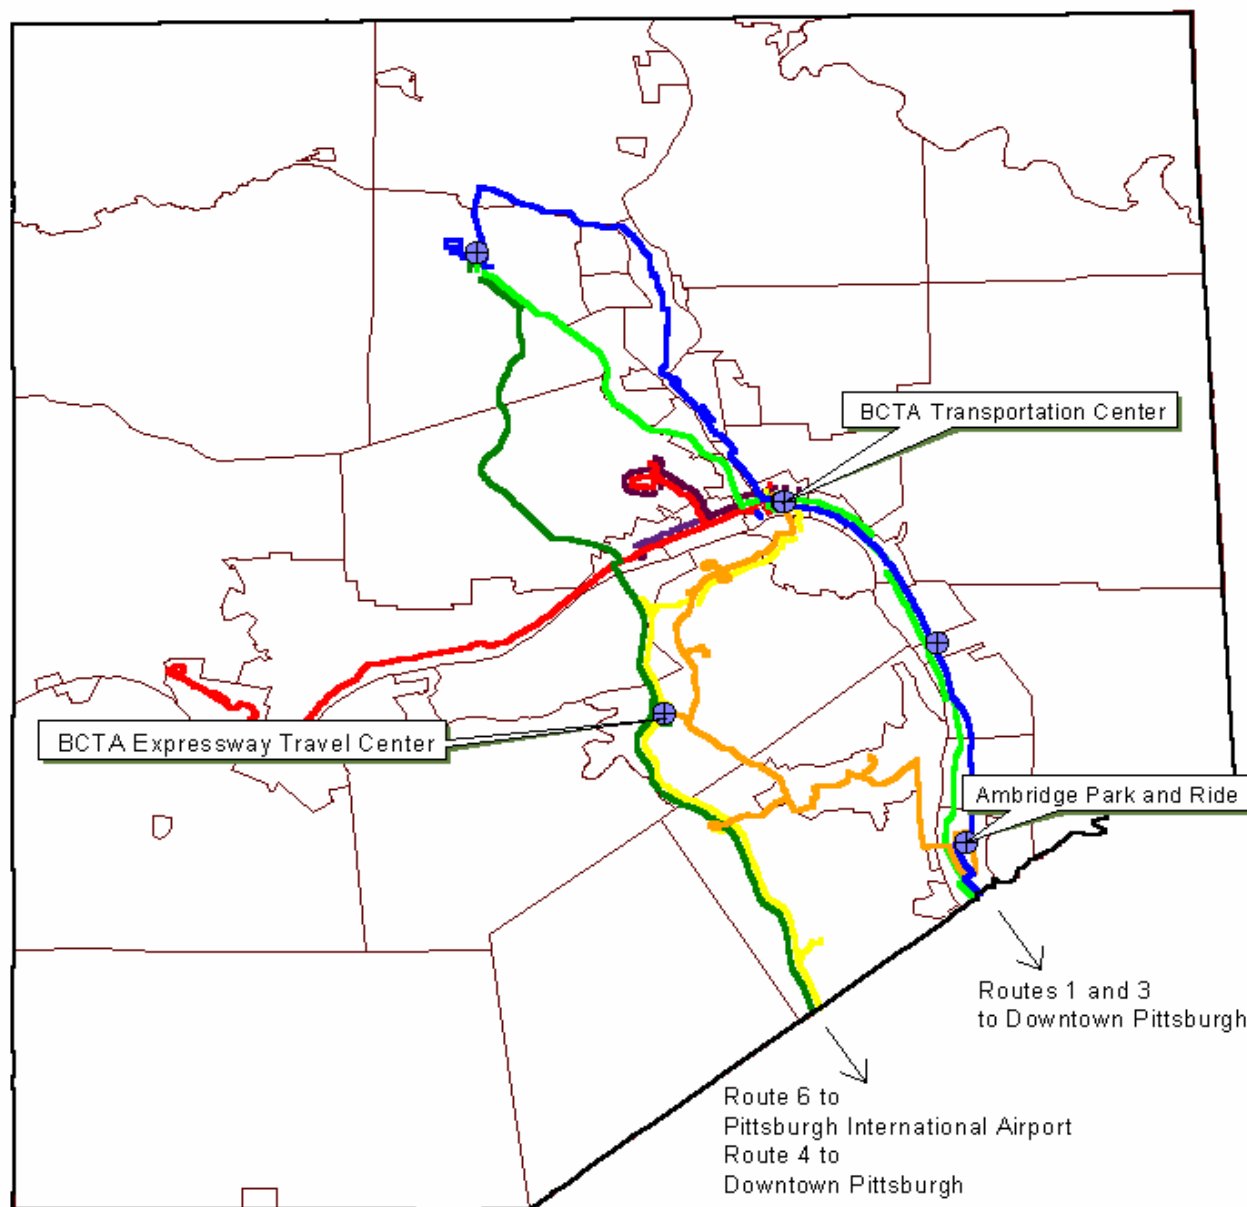 BCTA Transportation Center
BCTA Expressway Travel Center
Ambridge Park and Ride
Routes 1 and 3
to Downtown Pittsburgh
Route 6 to
Pittsburgh International Airport
Route 4 to
Downtown Pittsburgh